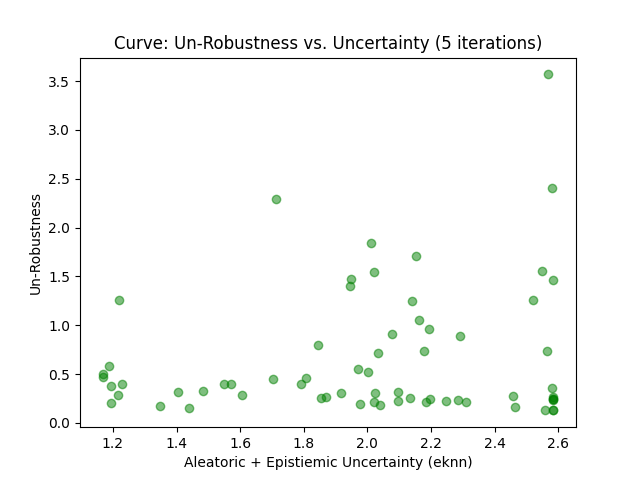 Curve: Un-Robustness vs. Uncertainty (5 iterations)
Un-Robustness
3.5
3.0
2.5
2.0
1.5
1.0
0.5
0.0
1.2 1.4 1.6 1.8 2.0 2.2 2.4 2.6
Aleatoric + Epistiemic Uncertainty (eknn)